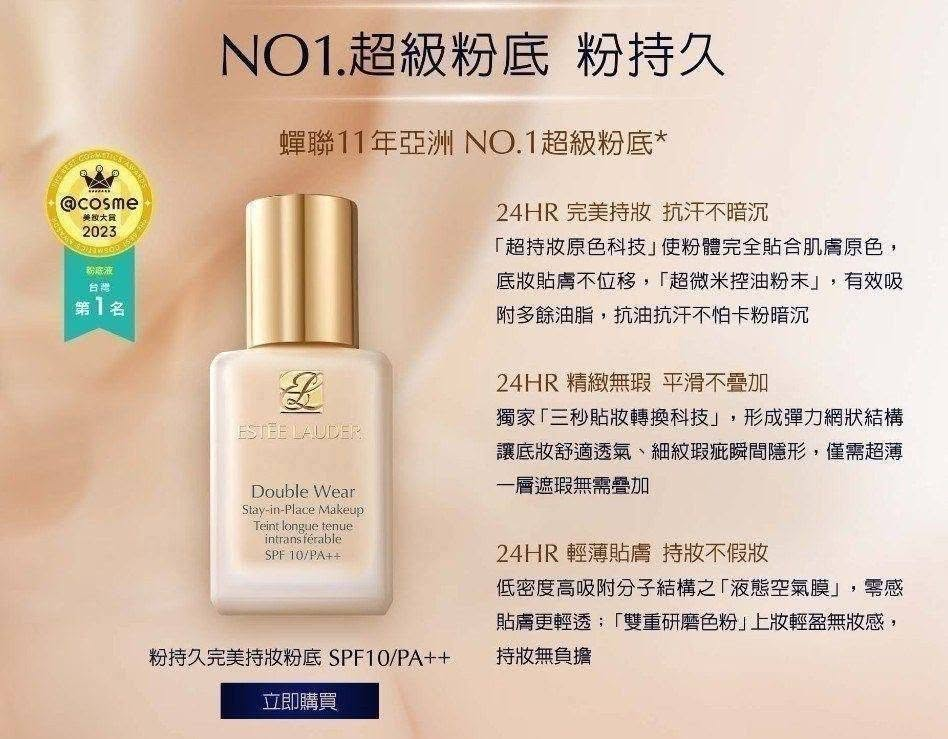 NO1.超級粉底 粉持久
蟬聯11年亞洲 NO.1超級粉底*
@cosme
美妝大賞
2023
粉底液
台灣
第1名
ESTĒE LAUDER
Double Wear
Stay-in-Place Makeup
Teint longue tenue
intransférable
SPF 10/PA++
粉持久完美持妝粉底 SPF10/PA++
立即購買
24HR 完美持妝 抗汗不暗沉
「超持妝原色科技」使粉體完全貼合肌膚原色，
底妝貼膚不位移，「超微米控油粉末」，有效吸
附多餘油脂，抗油抗汗不怕卡粉暗沉
24HR 精緻無瑕 平滑不疊加
獨家「三秒貼妝轉換科技」，形成彈力網狀結構
讓底妝舒適透氣、細紋瑕疵瞬間隱形，僅需超薄
一層遮瑕無需疊加
24HR 輕薄貼膚 持妝不假妝
低密度高吸附分子結構之「液態空氣膜」，零感
貼膚更輕透；「雙重研磨色粉」上妝輕盈無妝感，
持妝無負擔